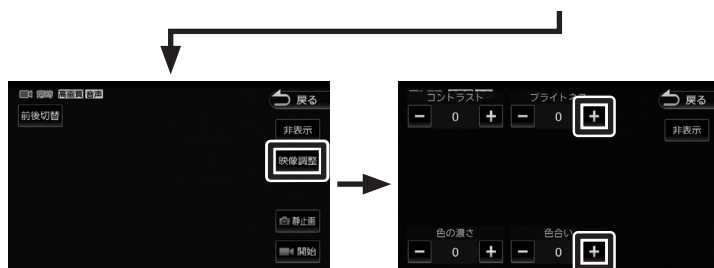 高画質 音声
戻る
前後切替
非表示
映像調整
静止画
開始
コントラスト ブライトネス
戻る
- 0 + - 0 +
非表示
色の濃さ 色合い
- 0 + - 0 +